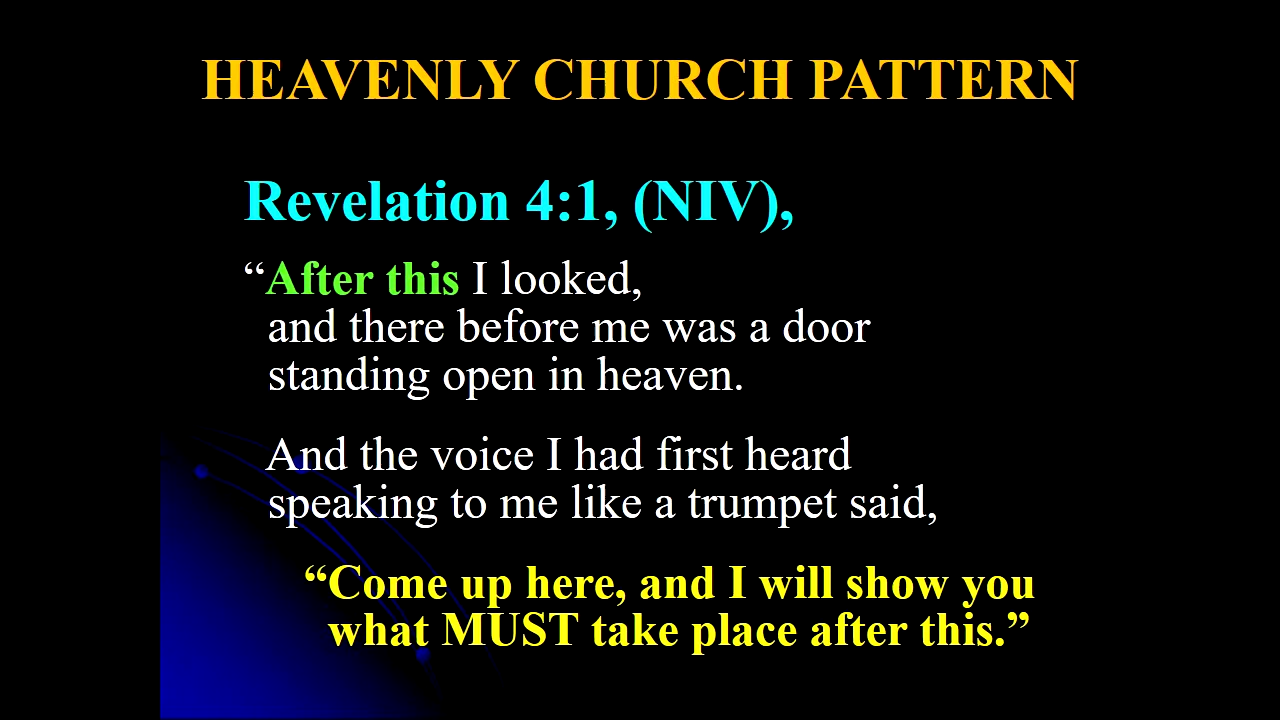 HEAVENLY CHURCH PATTERN
Revelation 4:1, (NIV),
“After this I looked,
and there before me was a door
standing open in heaven.
And the voice I had first heard
speaking to me like a trumpet said,
“Come up here, and I will show you
what MUST take place after this.”